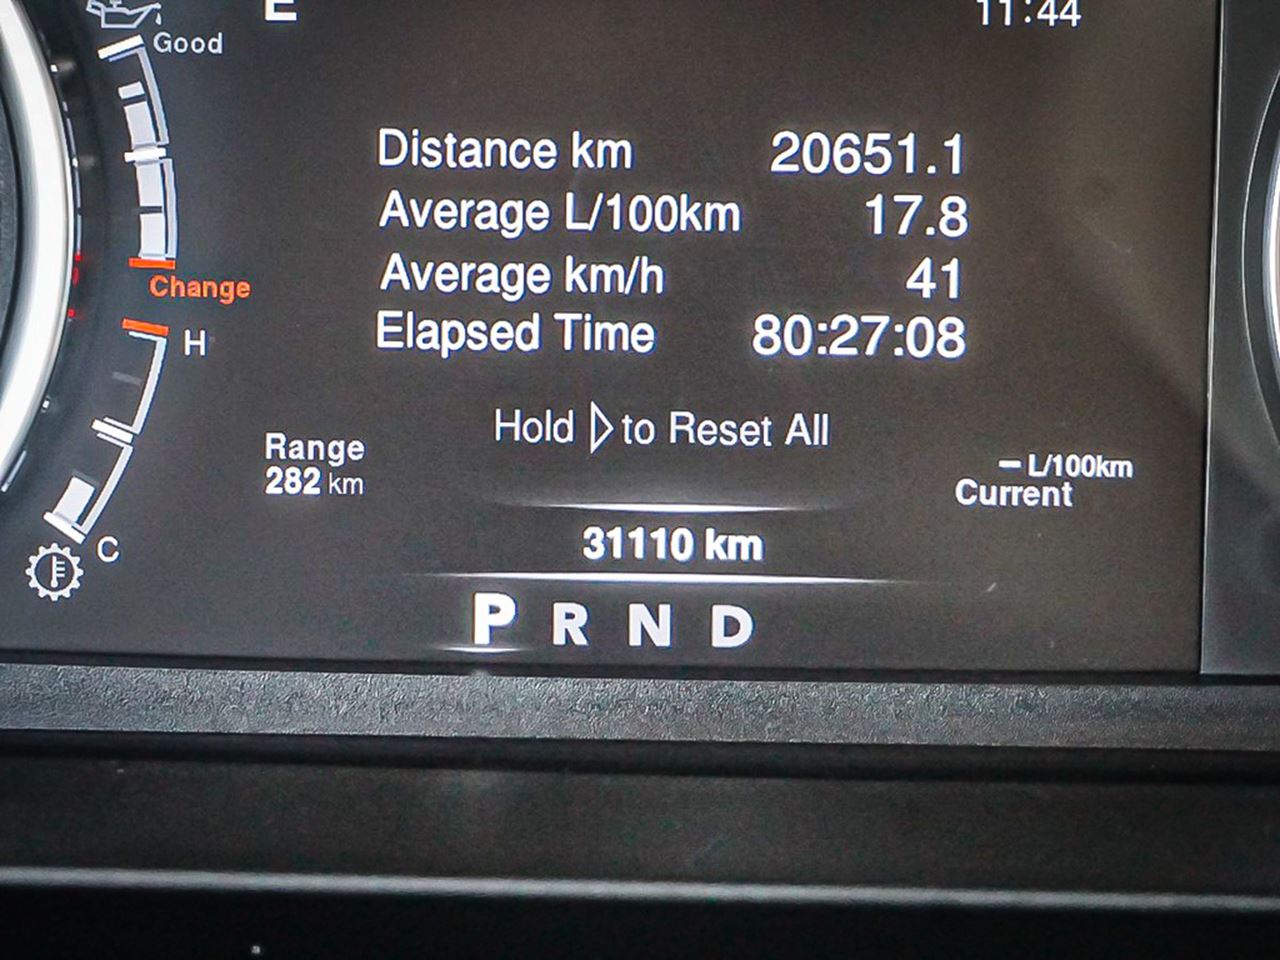 E
11:44
Good
Distance km 20651.1
Average L/100km 17.8
Average km/h 41
Elapsed Time 80:27:08
Change
H
Hold ▷ to Reset All
Range
282 km
— L/100km
Current
31110 km
C
P R N D